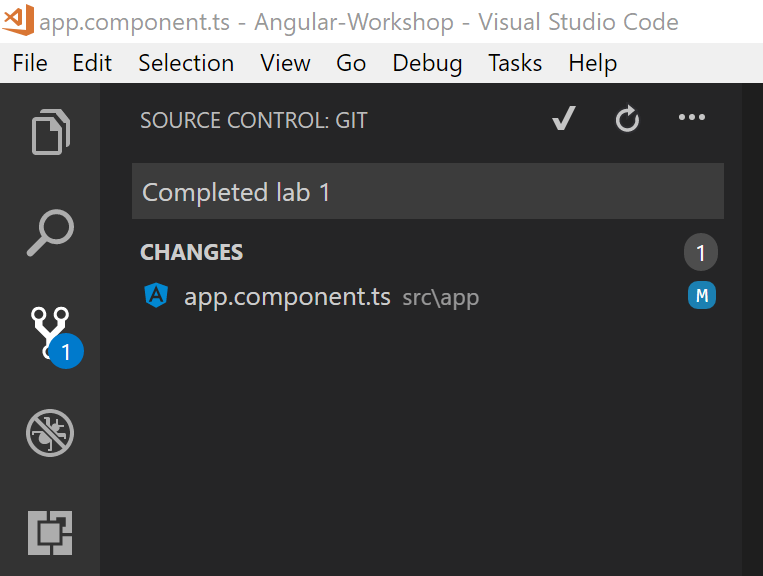 app.component.ts - Angular-Workshop - Visual Studio Code
File Edit Selection View Go Debug Tasks Help
SOURCE CONTROL: GIT
Completed lab 1
CHANGES 1
A app.component.ts src\app M
1